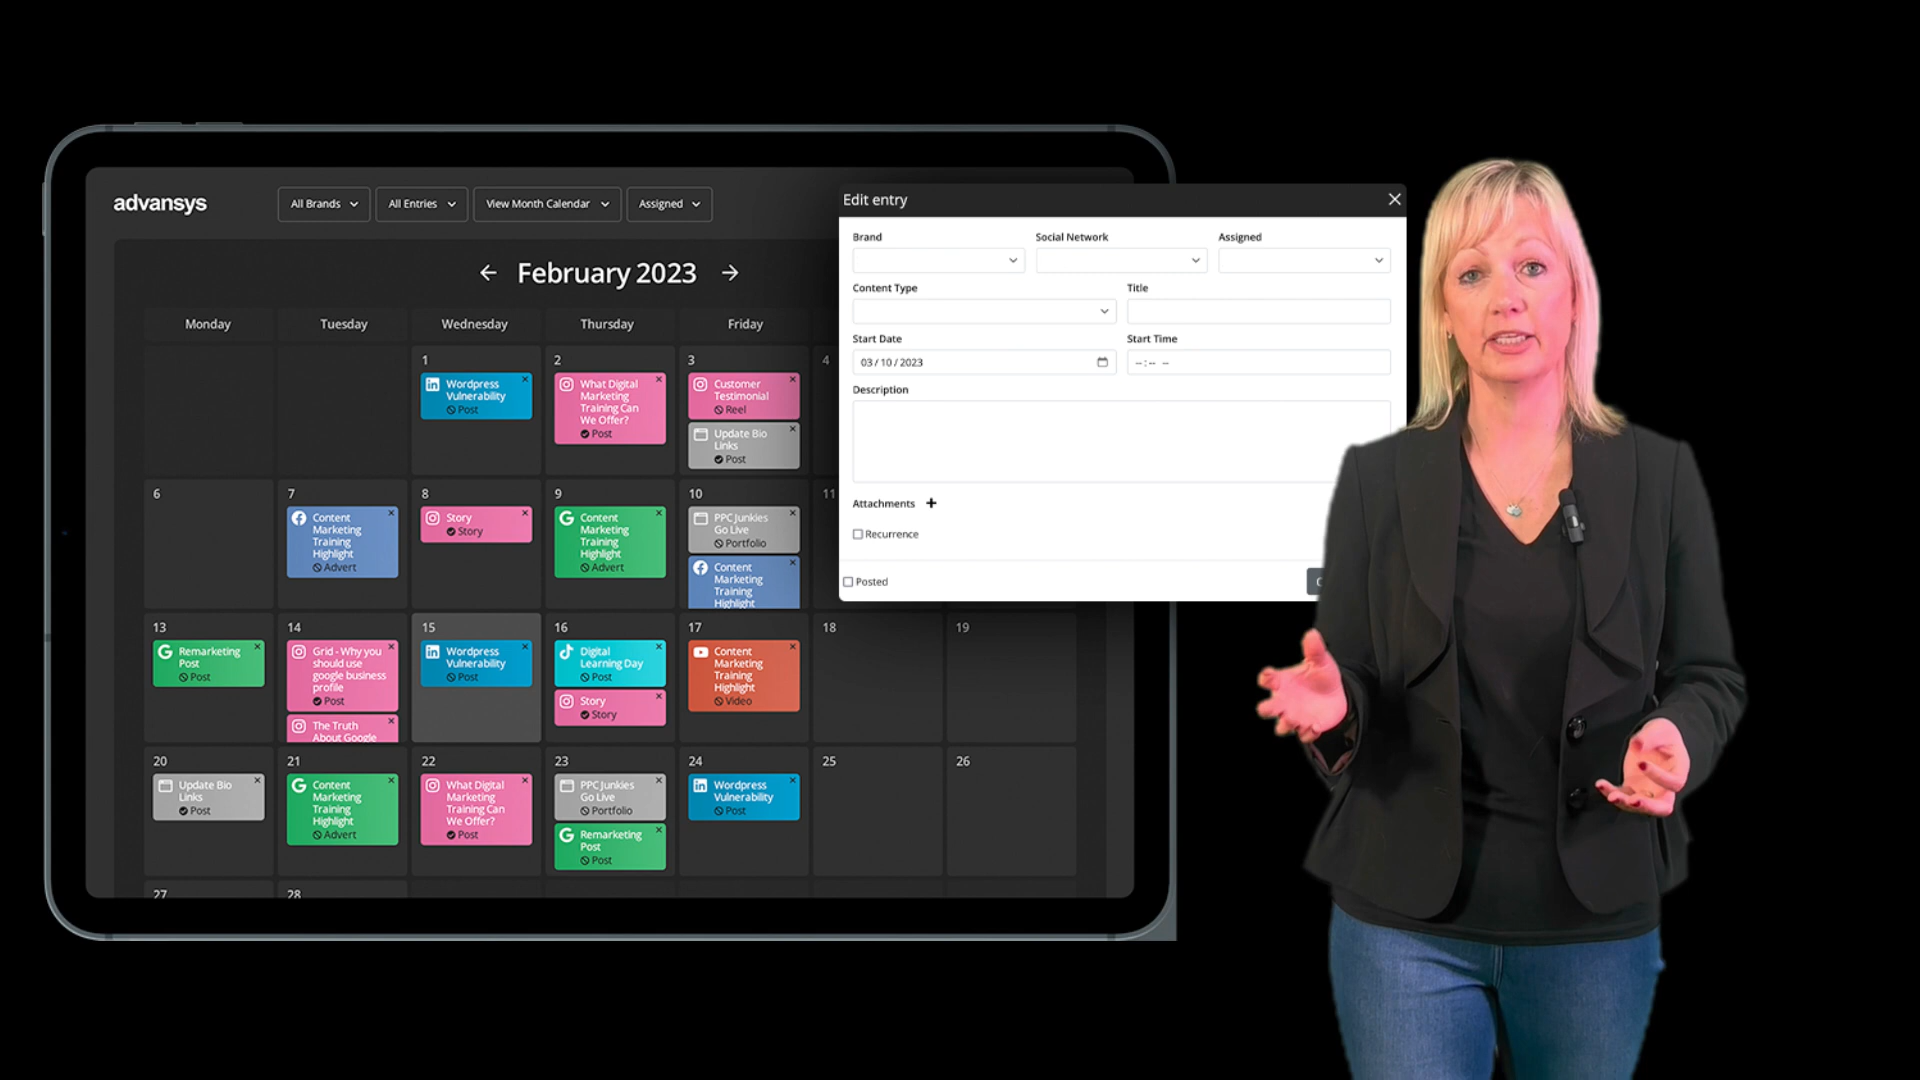 advansys
All Brands
All Entries
View Month Calendar
Assigned
February 2023
Monday
Tuesday
Wednesday
Thursday
Friday
1
Wordpress
Vulnerability
Post
2
What Digital
Marketing
Training Can
We Offer?
Post
3
Customer
Testimonial
Reel
Update Bio
Links
Post
4
6
7
Content
Marketing
Training
Highlight
Advert
8
Story
Story
9
Content
Marketing
Training
Highlight
Advert
10
PPC Junkies
Go Live
Portfolio
Content
Marketing
Training
Highlight
11
13
Remarketing
Post
Post
14
Grid - Why you
should use
google business
profile
Post
The Truth
About Google
15
Wordpress
Vulnerability
Post
16
Digital
Learning Day
Post
Story
Story
17
Content
Marketing
Training
Highlight
Video
18
19
20
Update Bio
Links
Post
21
Content
Marketing
Training
Highlight
Advert
22
What Digital
Marketing
Training Can
We Offer?
Post
23
PPC Junkies
Go Live
Portfolio
Remarketing
Post
Post
24
Wordpress
Vulnerability
Post
25
26
27
28
Edit entry
Brand
Social Network
Assigned
Content Type
Title
Start Date
Start Time
03 / 10 / 2023
--:-- --
Description
Attachments +
Recurrence
Posted